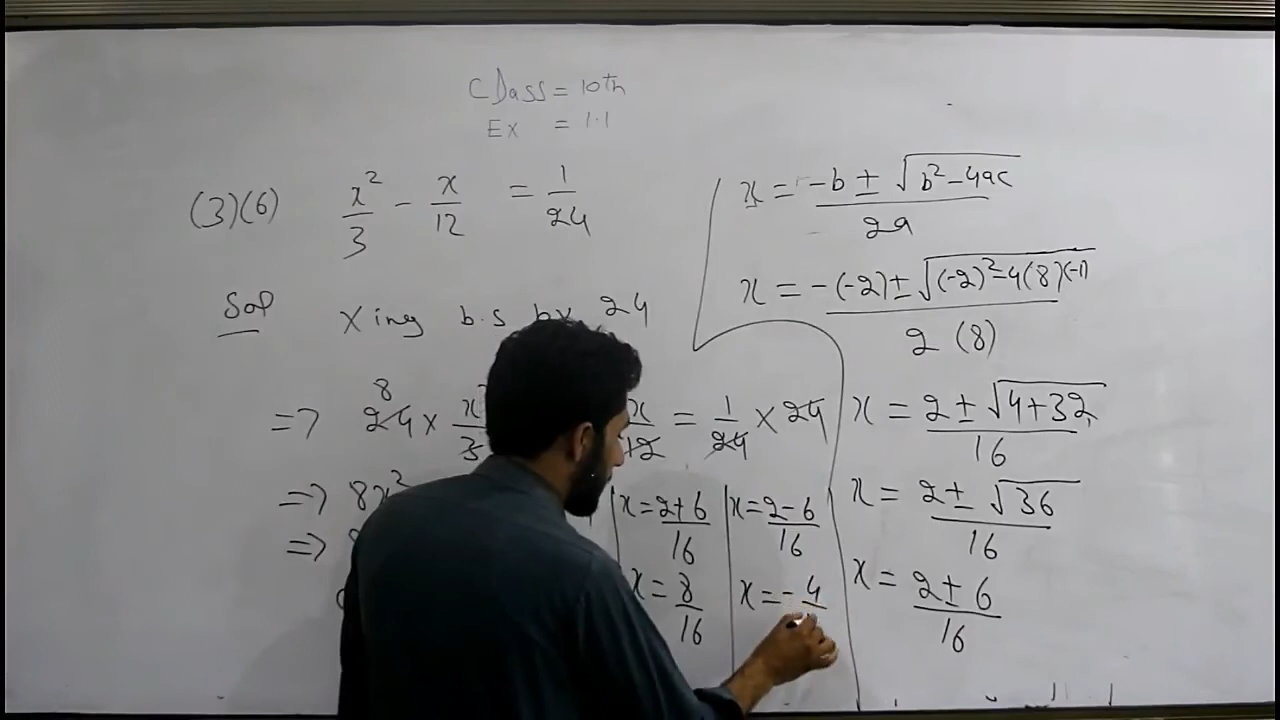 Class = 10th
Ex = 1.1
(3)(6) x²/3 - x/12 = 1/24
Sol Xing b.s by 24
=> 24 8 × x²/3 x/12 = 1/24 × 24
=> 8x²
=>
x = 2+6/16
x = 8/16
x = 2-6/16
x = -4/
x = -b ± √b²-4ac/2a
x = -(-2) ± √(-2)²-4(8)(-1)/2(8)
x = 2 ± √4+32/16
x = 2 ± √36/16
x = 2 ± 6/16